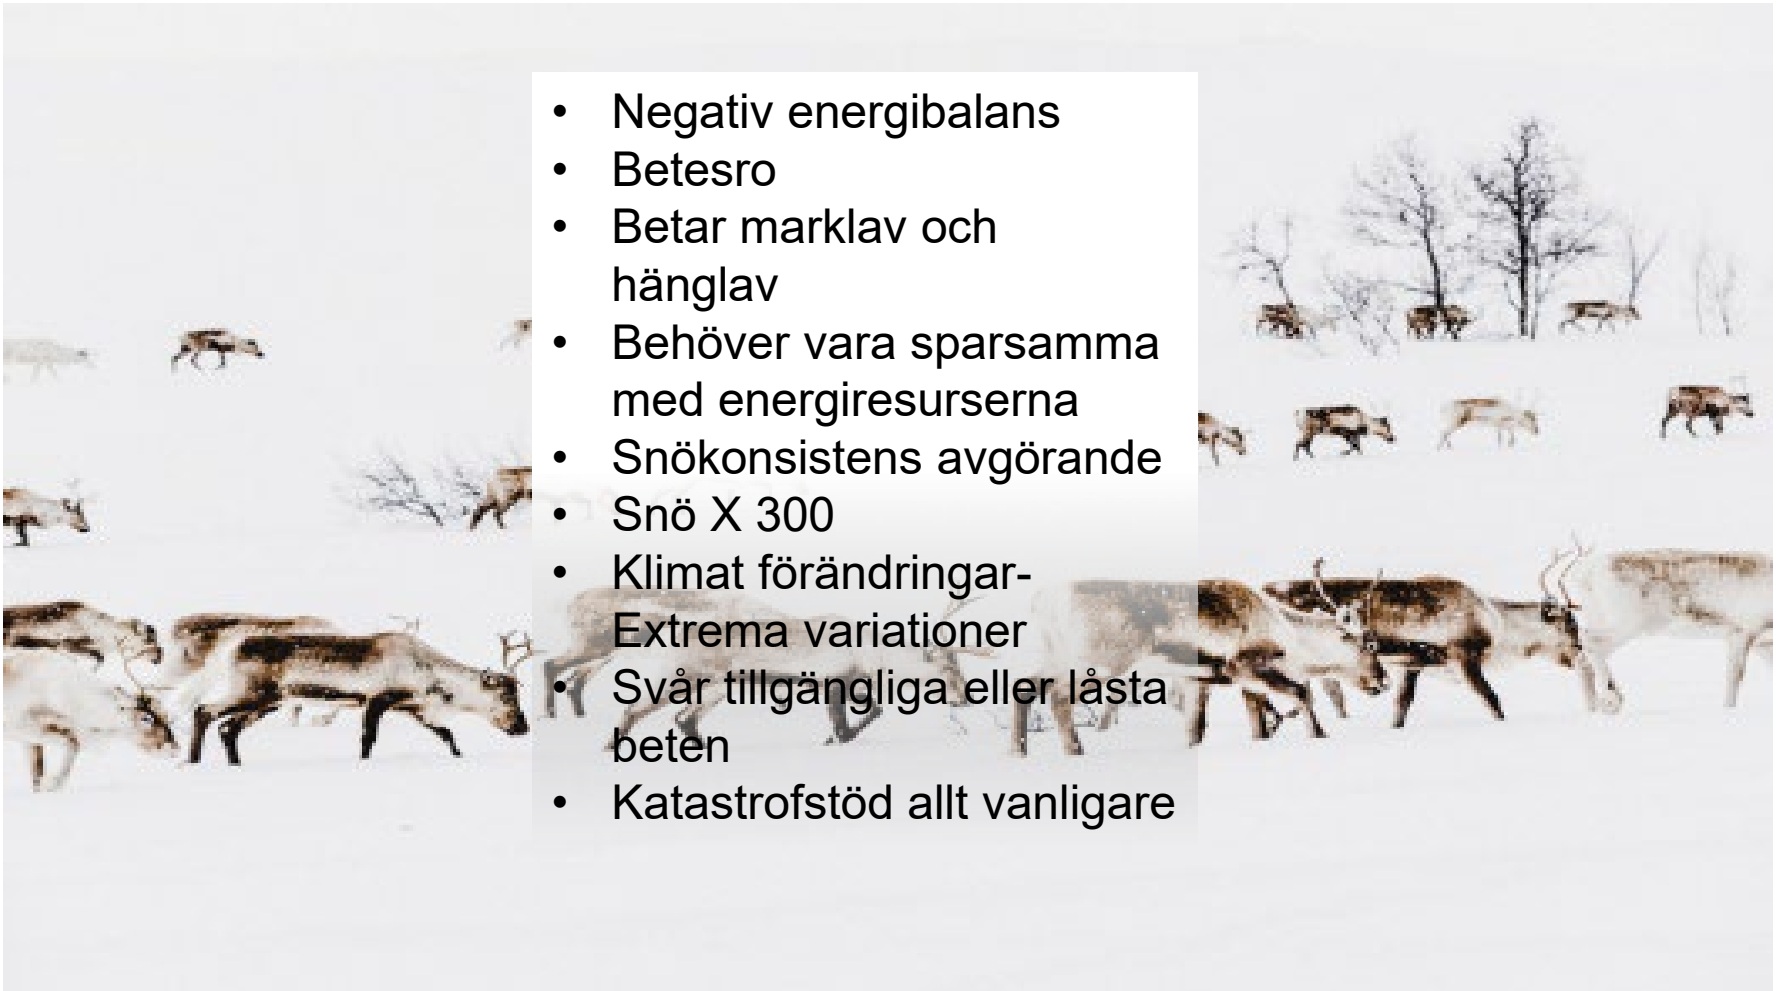 • Negativ energibalans
• Betesro
• Betar marklav och
hänglav
• Behöver vara sparsamma
med energiresurserna
• Snökonsistens avgörande
• Snö X 300
• Klimat förändringar-
Extrema variationer
• Svår tillgängliga eller låsta
beten
• Katastrofstöd allt vanligare